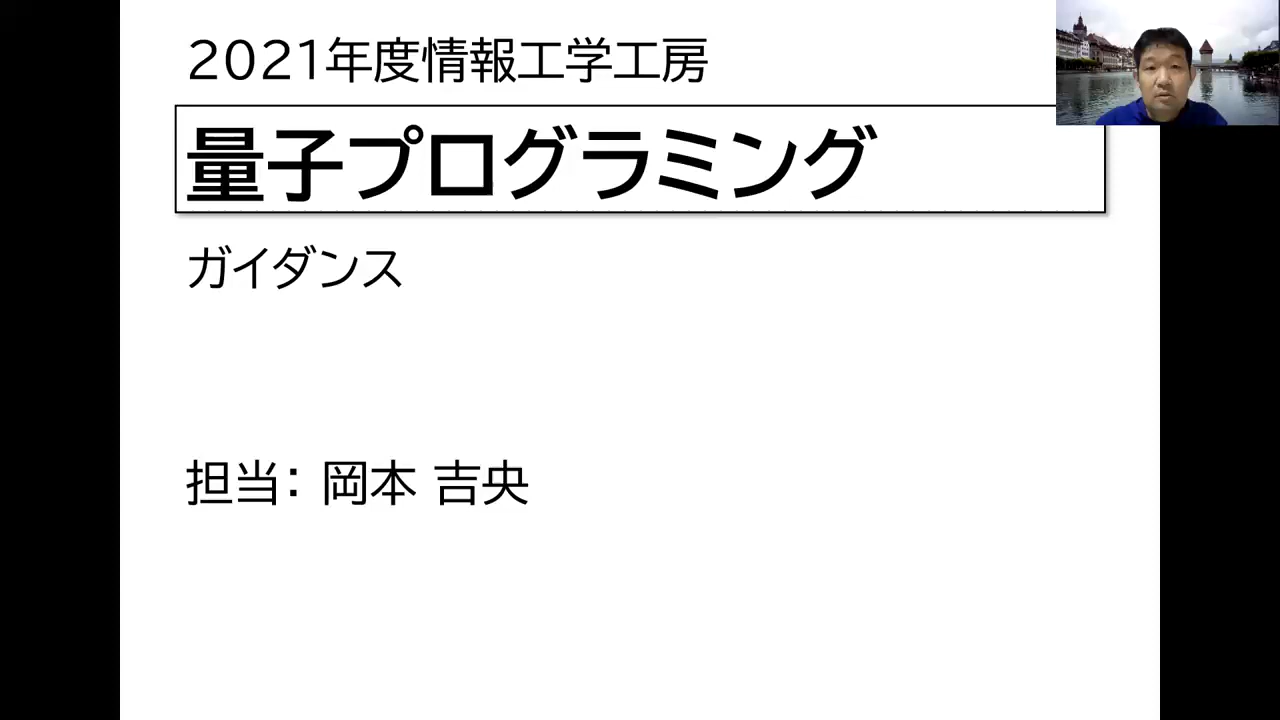 2021年度情報工学工房
量子プログラミング
ガイダンス
担当： 岡本 吉央